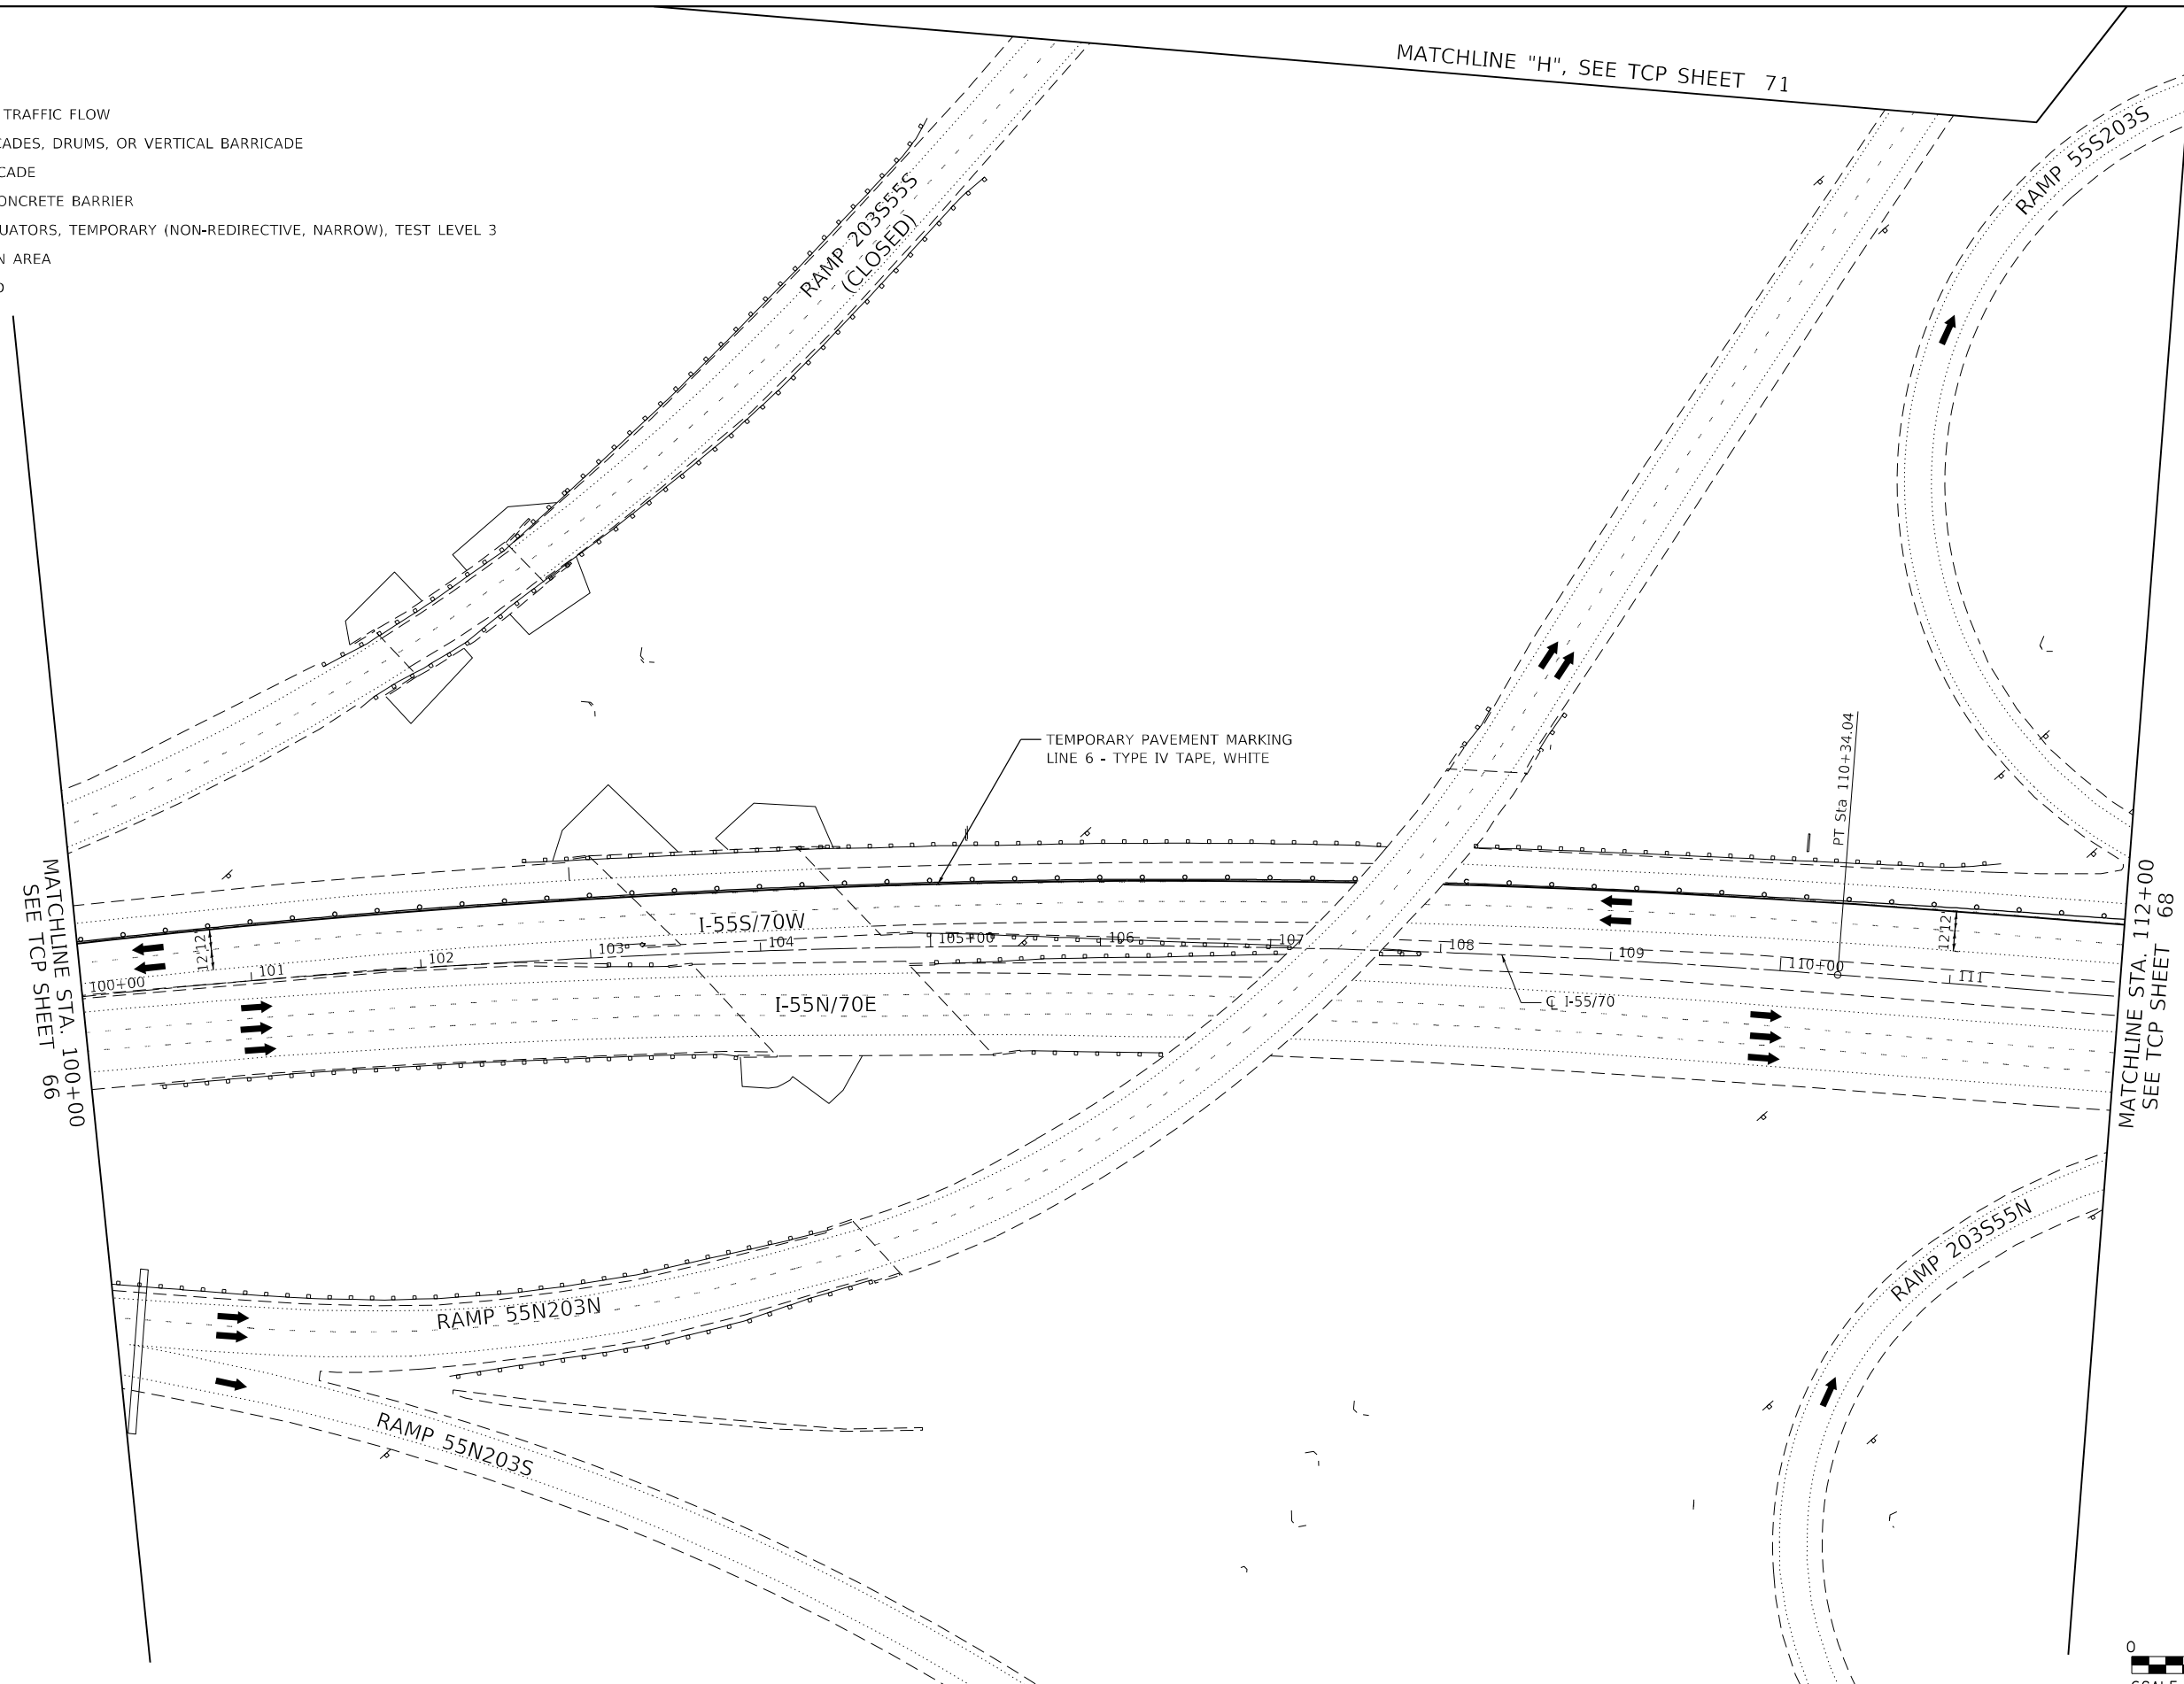 MATCHLINE "H", SEE TCP SHEET 71
TRAFFIC FLOW
CADES, DRUMS, OR VERTICAL BARRICADE
CADE
ONCRETE BARRIER
UATORS, TEMPORARY (NON-REDIRECTIVE, NARROW), TEST LEVEL 3
N AREA
RAMP 55S203S
RAMP 203S55S
(CLOSED)
TEMPORARY PAVEMENT MARKING
LINE 6 - TYPE IV TAPE, WHITE
PT Sta 110+34.04
MATCHLINE STA. 100+00
SEE TCP SHEET 66
I-55S/70W
12'
12'
100+00
101
102
103
104
105+00
106
107
108
109
110+00
111
12'
12'
I-55N/70E
℄ I-55/70
MATCHLINE STA. 112+00
SEE TCP SHEET 68
RAMP 203S55N
RAMP 55N203N
RAMP 55N203S
0